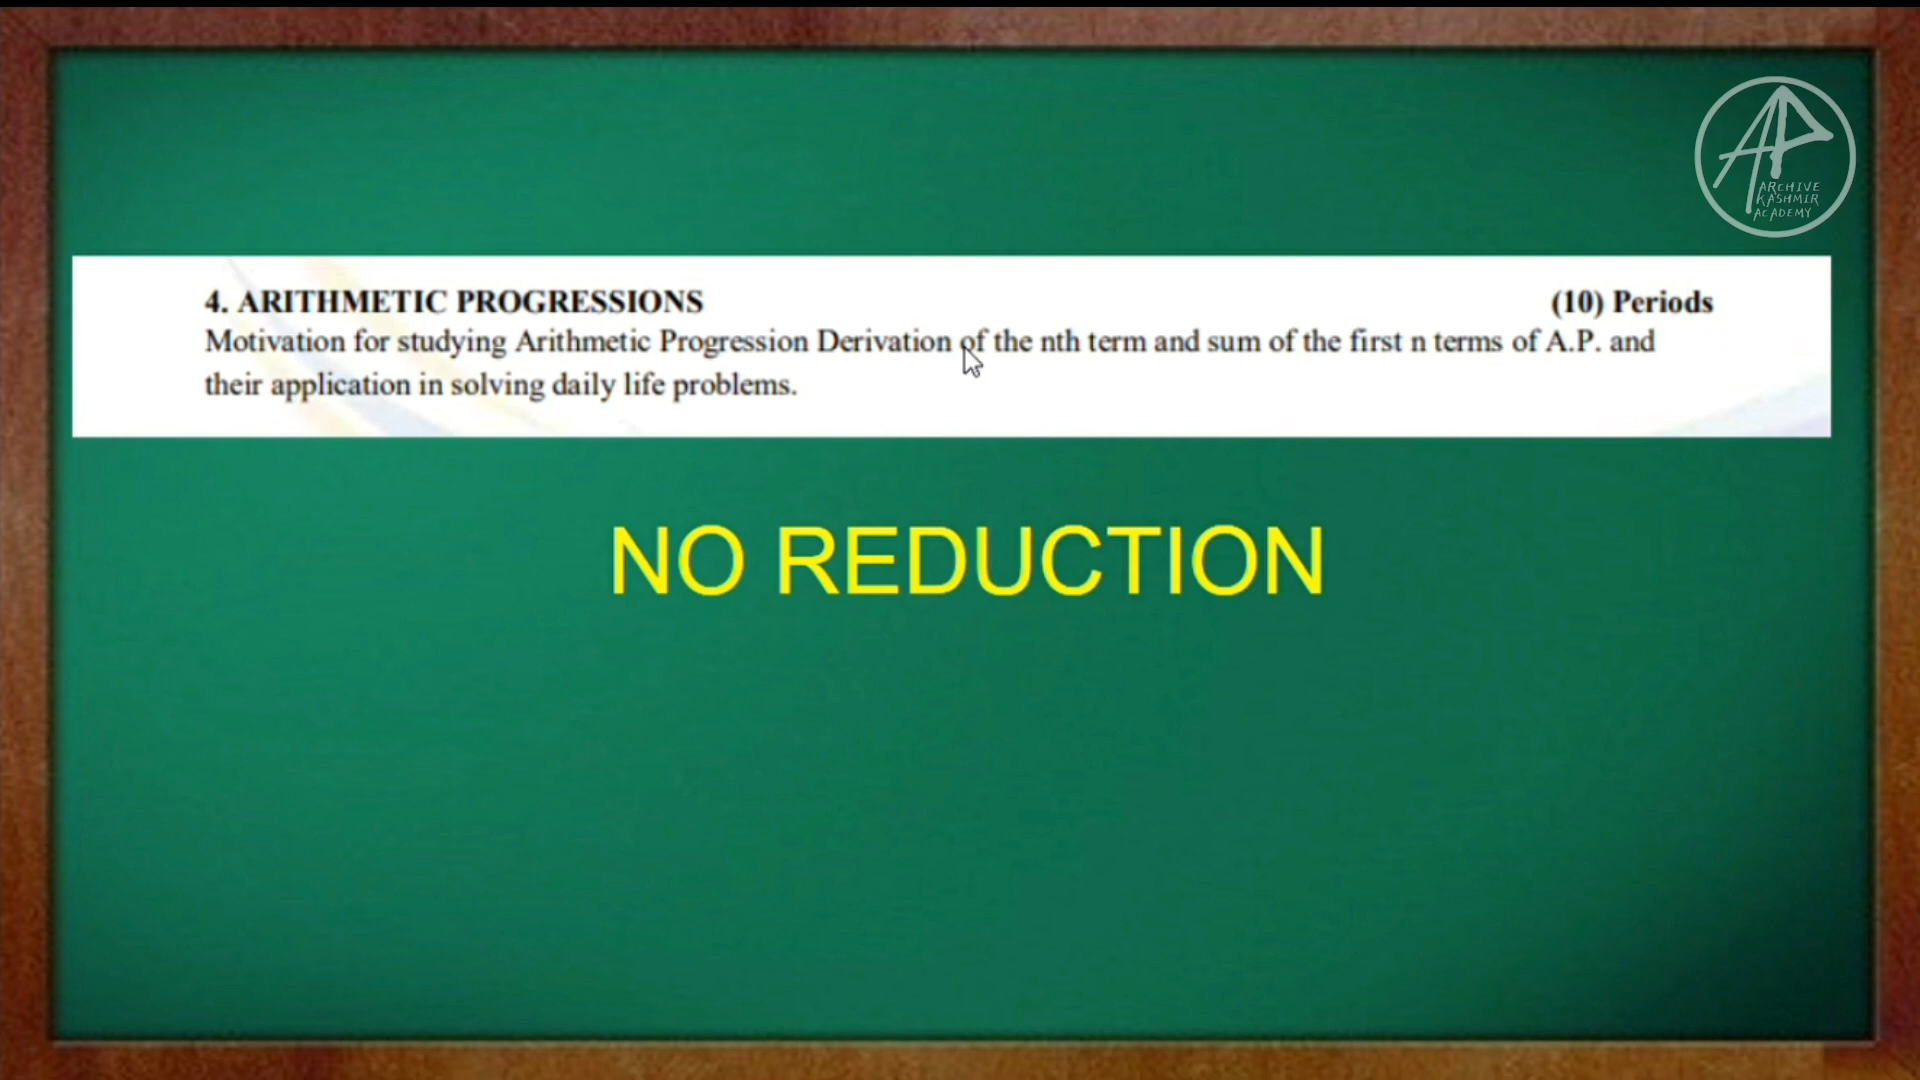 ARCHIVE
KASHMIR
ACADEMY
4. ARITHMETIC PROGRESSIONS (10) Periods
Motivation for studying Arithmetic Progression Derivation of the nth term and sum of the first n terms of A.P. and
their application in solving daily life problems.
NO REDUCTION